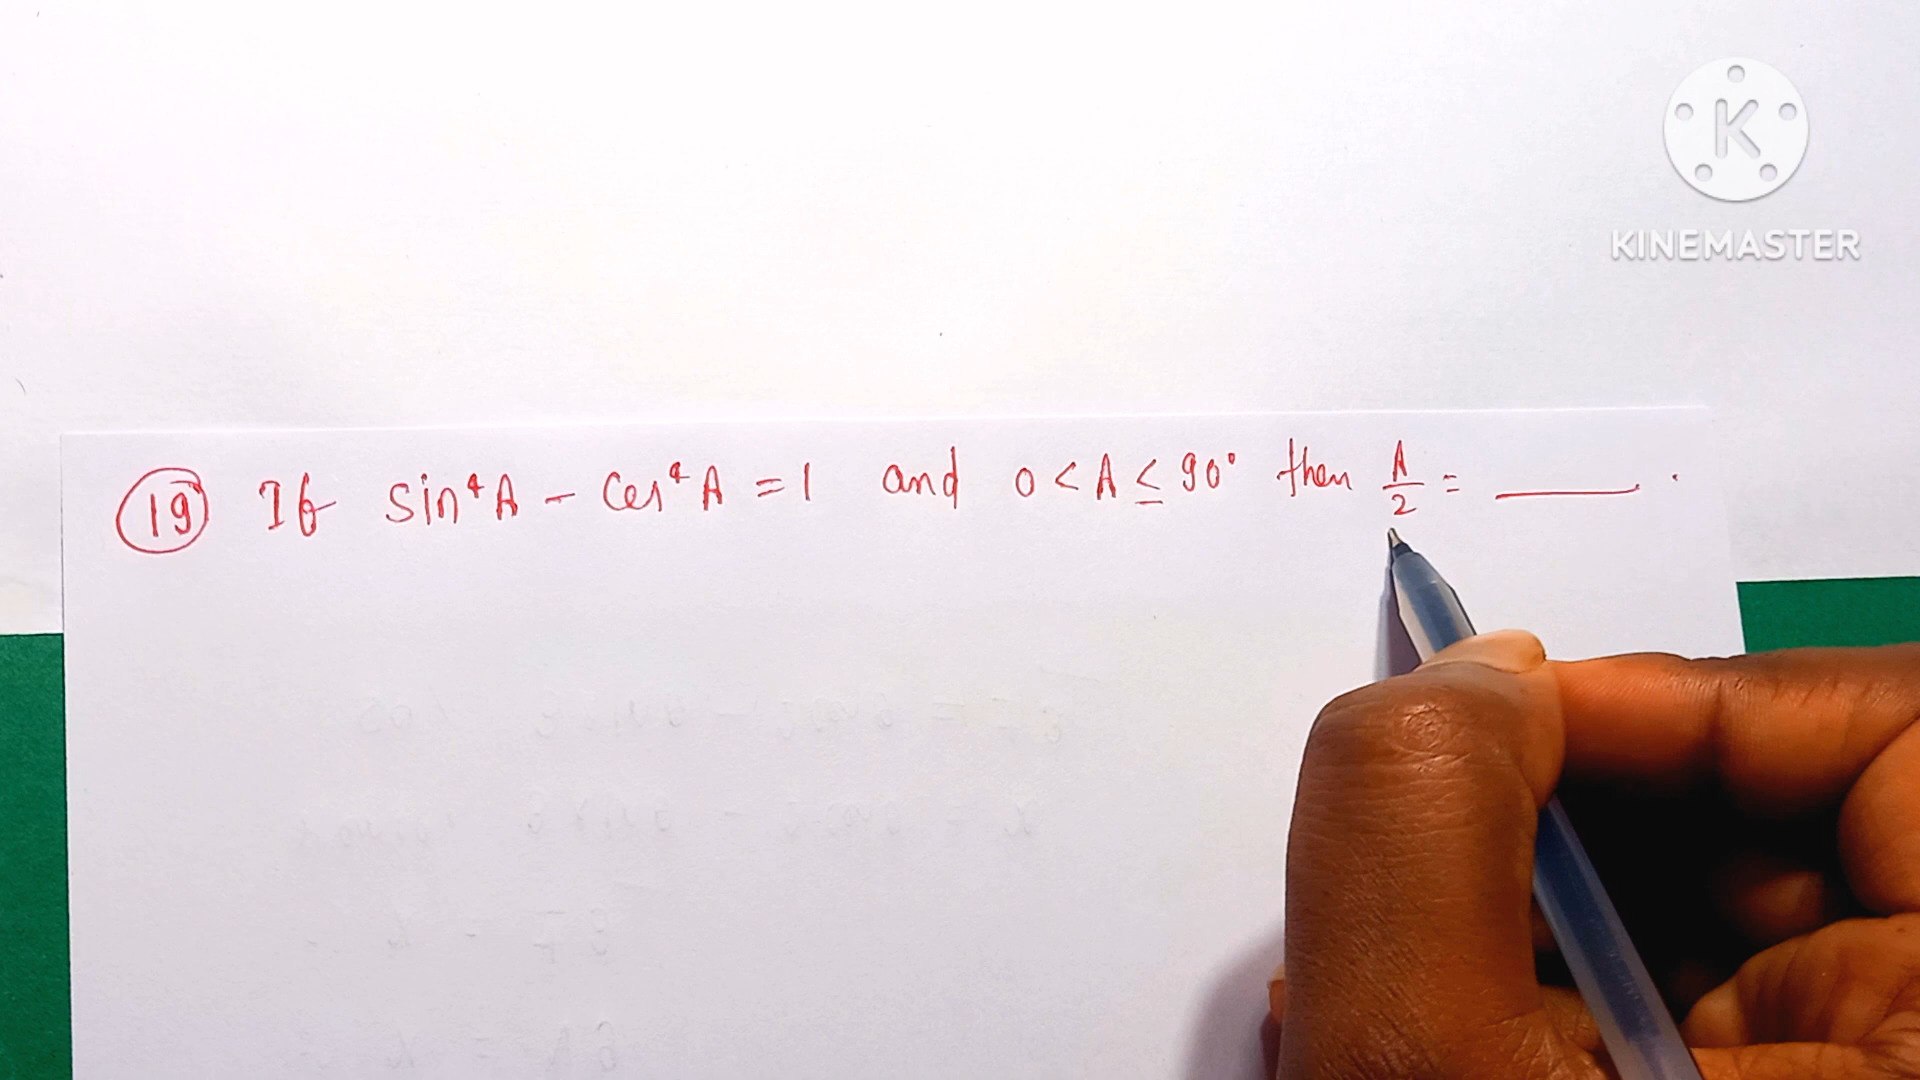 K
KINEMASTER
19 If sin⁴A - Cos⁴A = 1 and 0 < A ≤ 90° then A/2 = ______ .